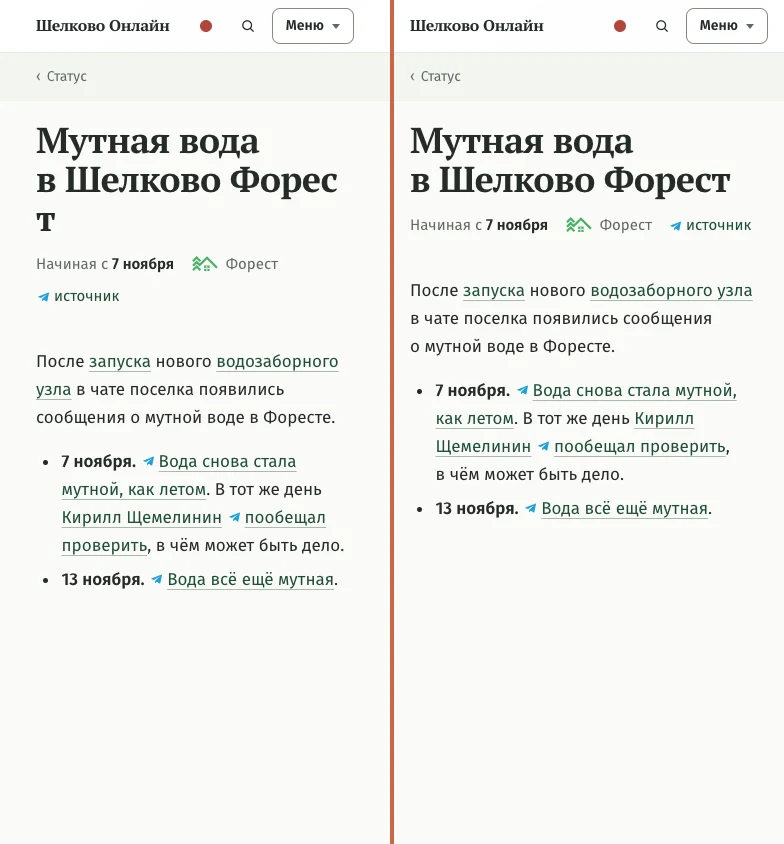 Шелково Онлайн
Меню
‹ Статус
Мутная вода
в Шелково Форес
т
Начиная с 7 ноября Форест
источник
После запуска нового водозаборного
узла в чате поселка появились
сообщения о мутной воде в Форесте.
• 7 ноября. Вода снова стала
мутной, как летом. В тот же день
Кирилл Щемелинин пообещал
проверить, в чём может быть дело.
• 13 ноября. Вода всё ещё мутная.
Шелково Онлайн
Меню
‹ Статус
Мутная вода
в Шелково Форест
Начиная с 7 ноября Форест источник
После запуска нового водозаборного узла
в чате поселка появились сообщения
о мутной воде в Форесте.
• 7 ноября. Вода снова стала мутной,
как летом. В тот же день Кирилл
Щемелинин пообещал проверить,
в чём может быть дело.
• 13 ноября. Вода всё ещё мутная.